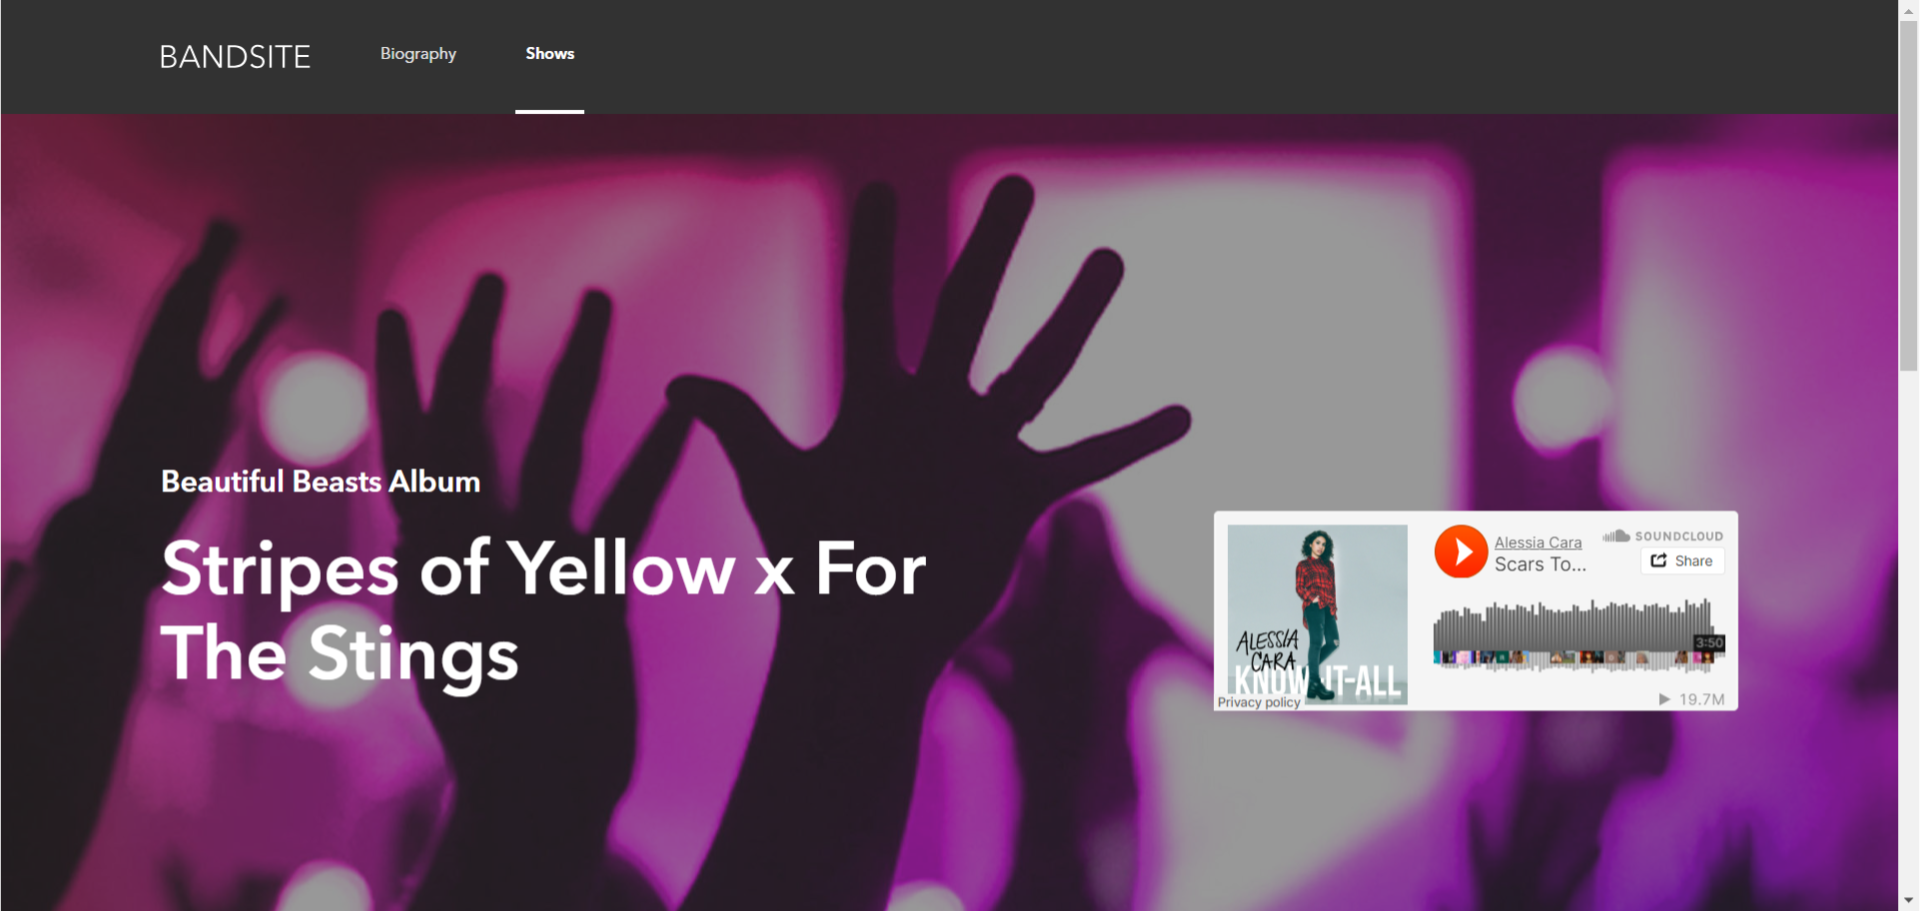 BANDSITE
Biography
Shows
Beautiful Beasts Album
Stripes of Yellow x For
The Stings
Alessia Cara
SOUNDCLOUD
Scars To...
Share
ALESSIA
CARA
KNOW-IT-ALL
3:50
Privacy policy
19.7M